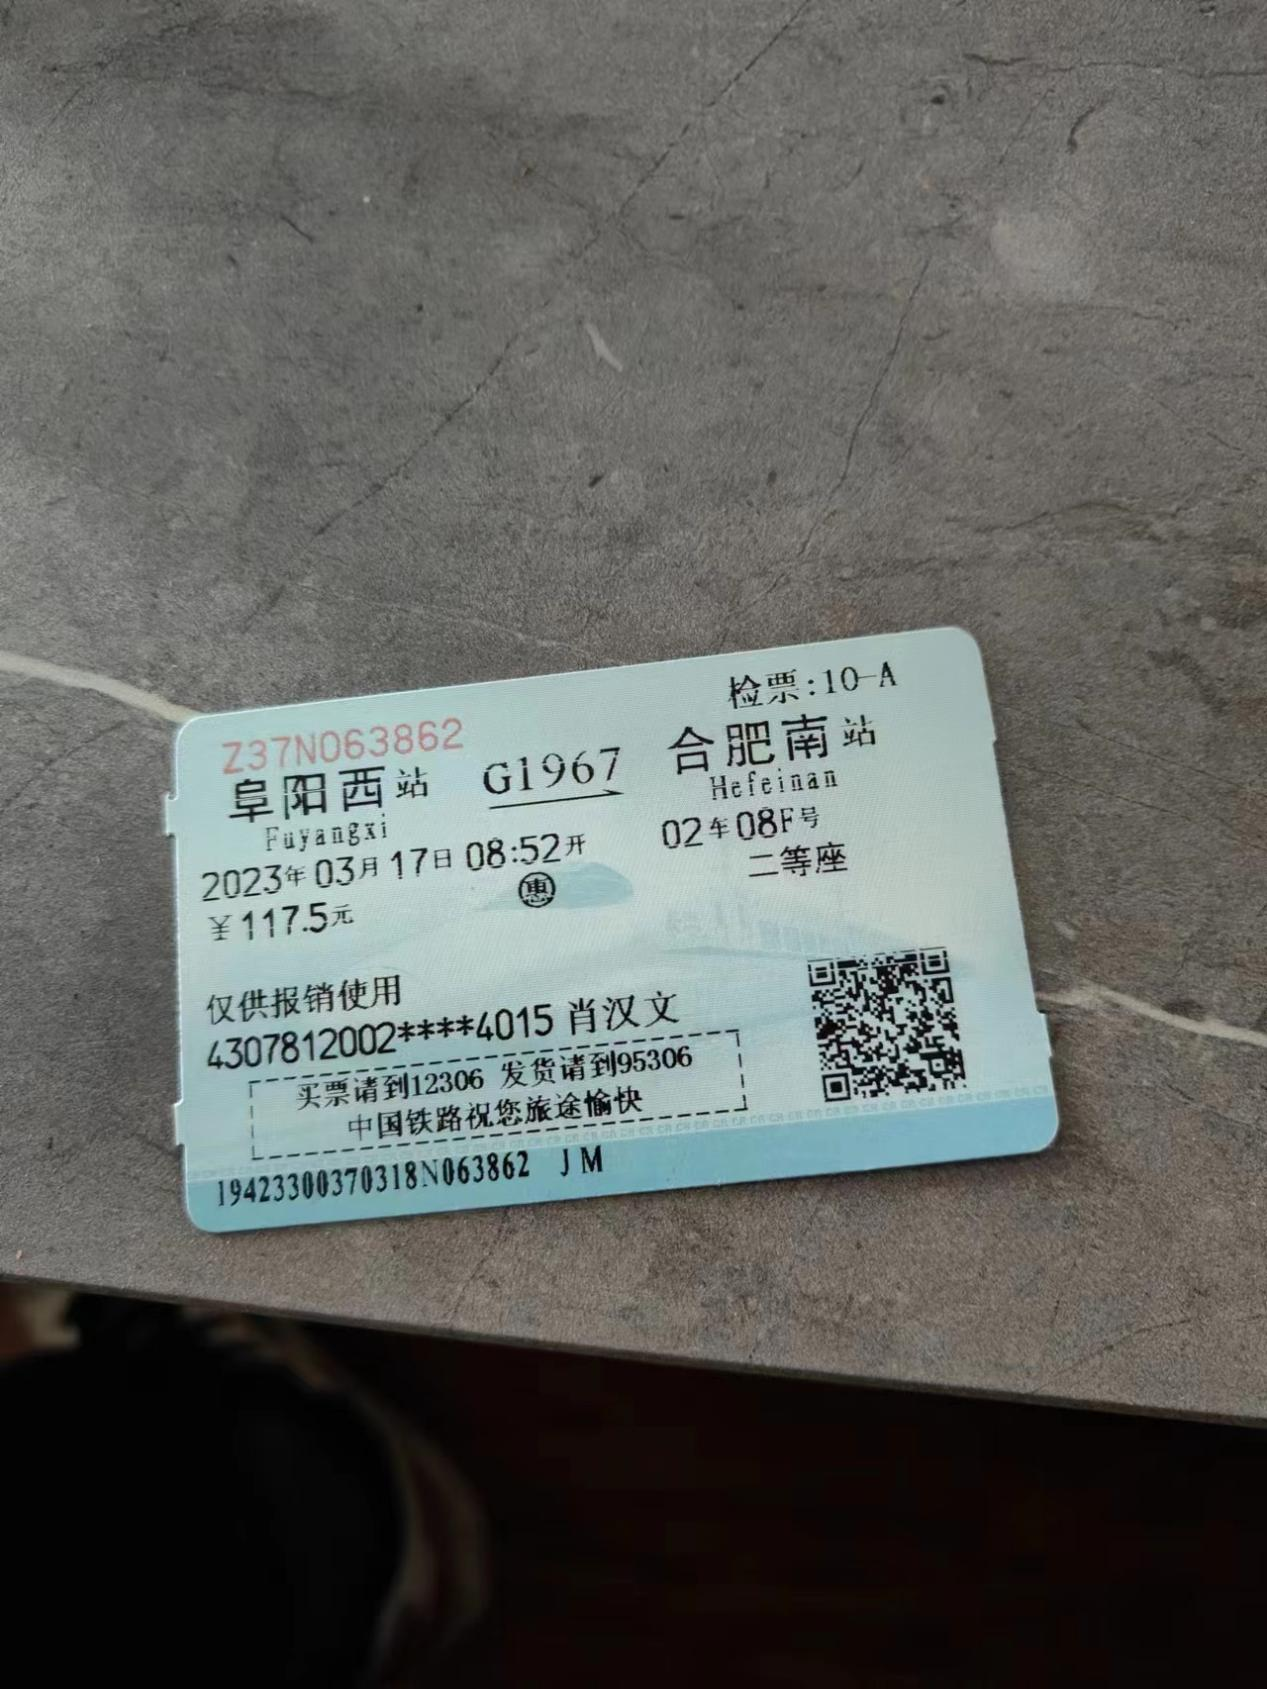 检票:10-A
Z37N063862
阜阳西站 G1967 合肥南站
Fuyangxi Hefeinan
2023年03月17日08:52开 02车08F号
¥117.5元 惠 二等座
仅供报销使用
4307812002****4015 肖汉文
买票请到12306 发货请到95306
中国铁路祝您旅途愉快
19423300370318N063862 JM